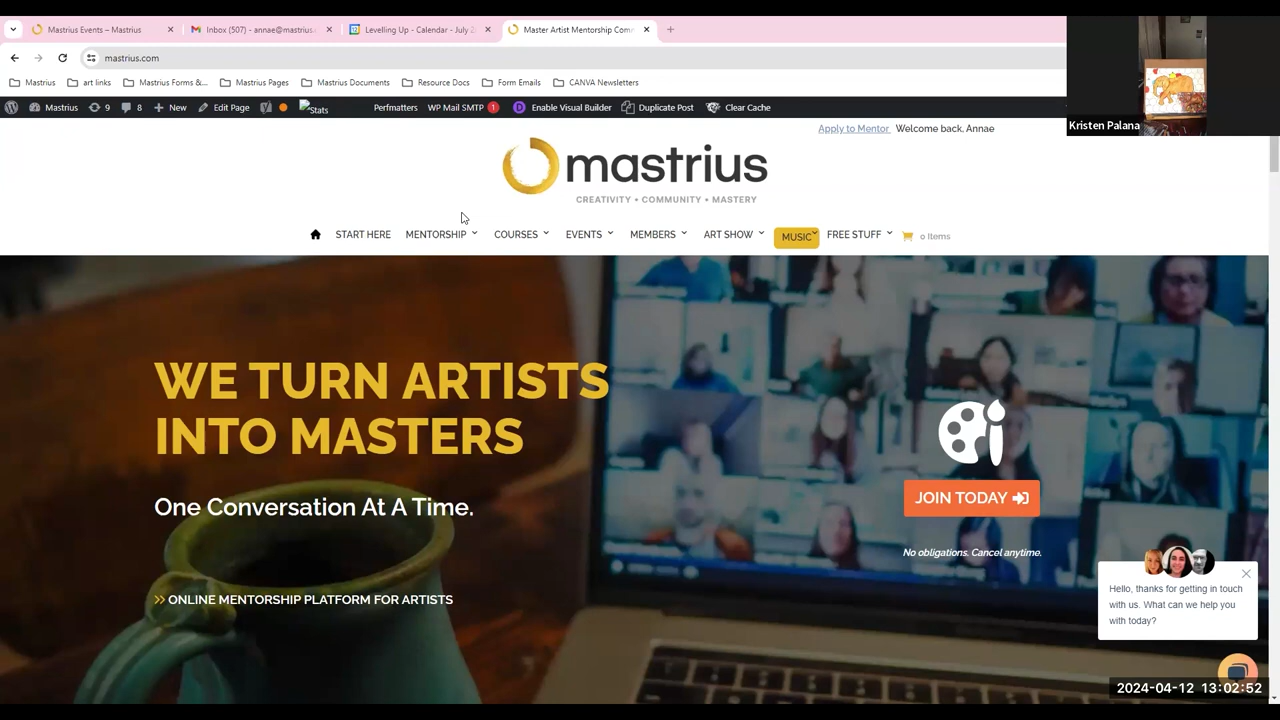 Mastrius Events – Mastrius
Inbox (507) - annae@mastrius.
Levelling Up - Calendar - July 2
Master Artist Mentorship Com
mastrius.com
Mastrius
art links
Mastrius Forms &...
Mastrius Pages
Mastrius Documents
Resource Docs
Form Emails
CANVA Newsletters
Mastrius 9 8 New Edit Page Stats Perfmatters WP Mail SMTP 1 Enable Visual Builder Duplicate Post Clear Cache
Kristen Palana
Apply to Mentor Welcome back, Annae
mastrius
CREATIVITY • COMMUNITY • MASTERY
START HERE MENTORSHIP COURSES EVENTS MEMBERS ART SHOW MUSIC FREE STUFF 0 Items
WE TURN ARTISTS
INTO MASTERS
One Conversation At A Time.
>> ONLINE MENTORSHIP PLATFORM FOR ARTISTS
JOIN TODAY
No obligations. Cancel anytime.
Hello, thanks for getting in touch
with us. What can we help you
with today?
2024-04-12 13:02:52